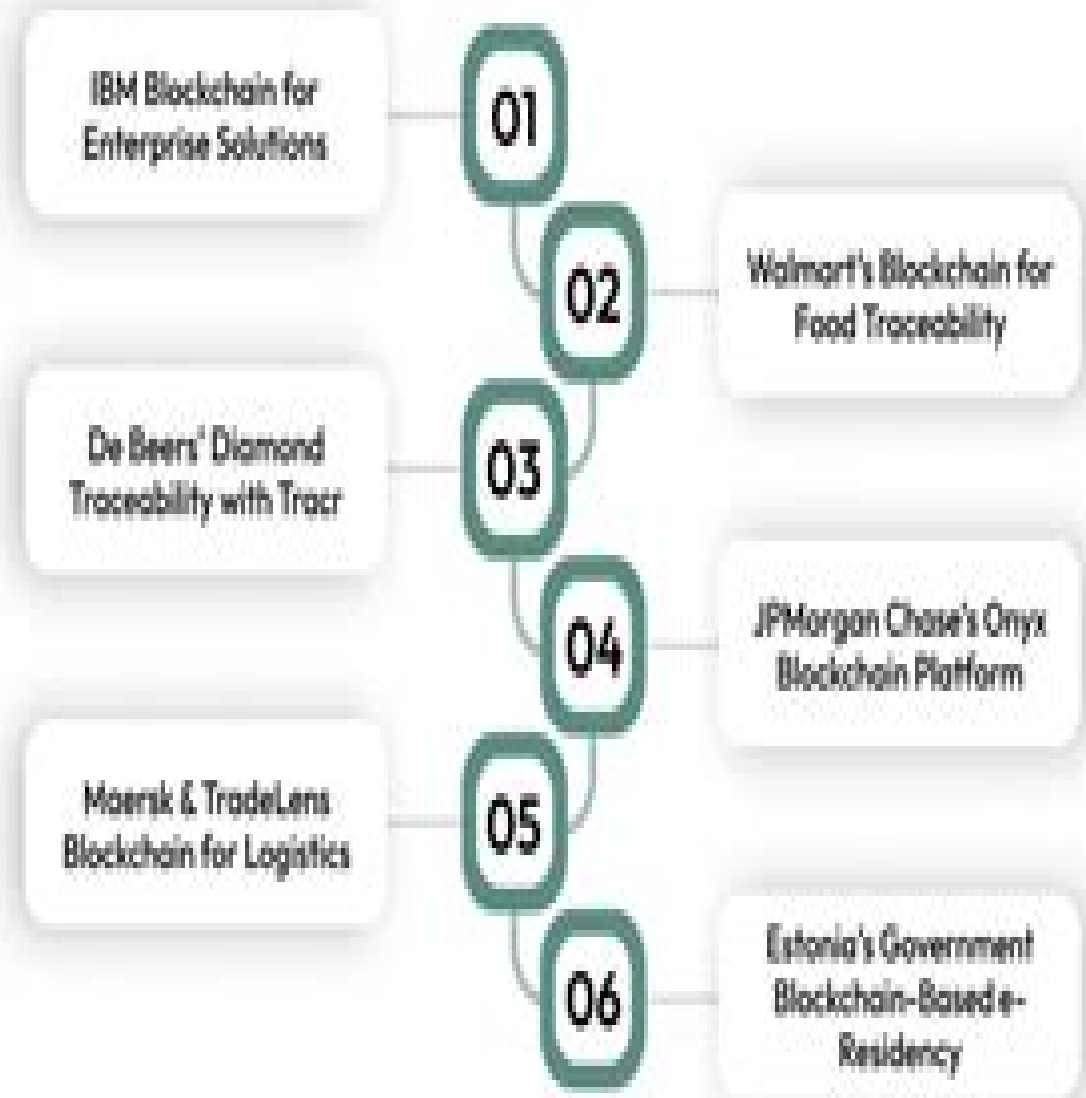 IBM Blockchain for
Enterprise Solutions
01
02
Walmart's Blockchain for
Food Traceability
De Beers' Diamond
Traceability with Tracr
03
04
JPMorgan Chase's Onyx
Blockchain Platform
Maersk & TradeLens
Blockchain for Logistics
05
06
Estonia's Government
Blockchain-Based e-
Residency